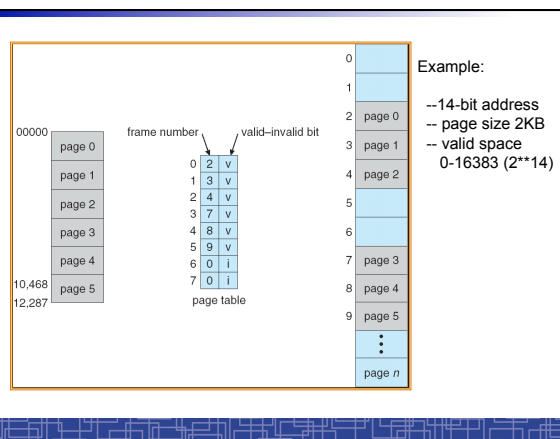 Example:
--14-bit address
-- page size 2KB
-- valid space
0-16383 (2**14)
00000
page 0
page 1
page 2
page 3
page 4
10,468
page 5
12,287
frame number
valid–invalid bit
0 2 v
1 3 v
2 4 v
3 7 v
4 8 v
5 9 v
6 0 i
7 0 i
page table
0
1
2 page 0
3 page 1
4 page 2
5
6
7 page 3
8 page 4
9 page 5
page n